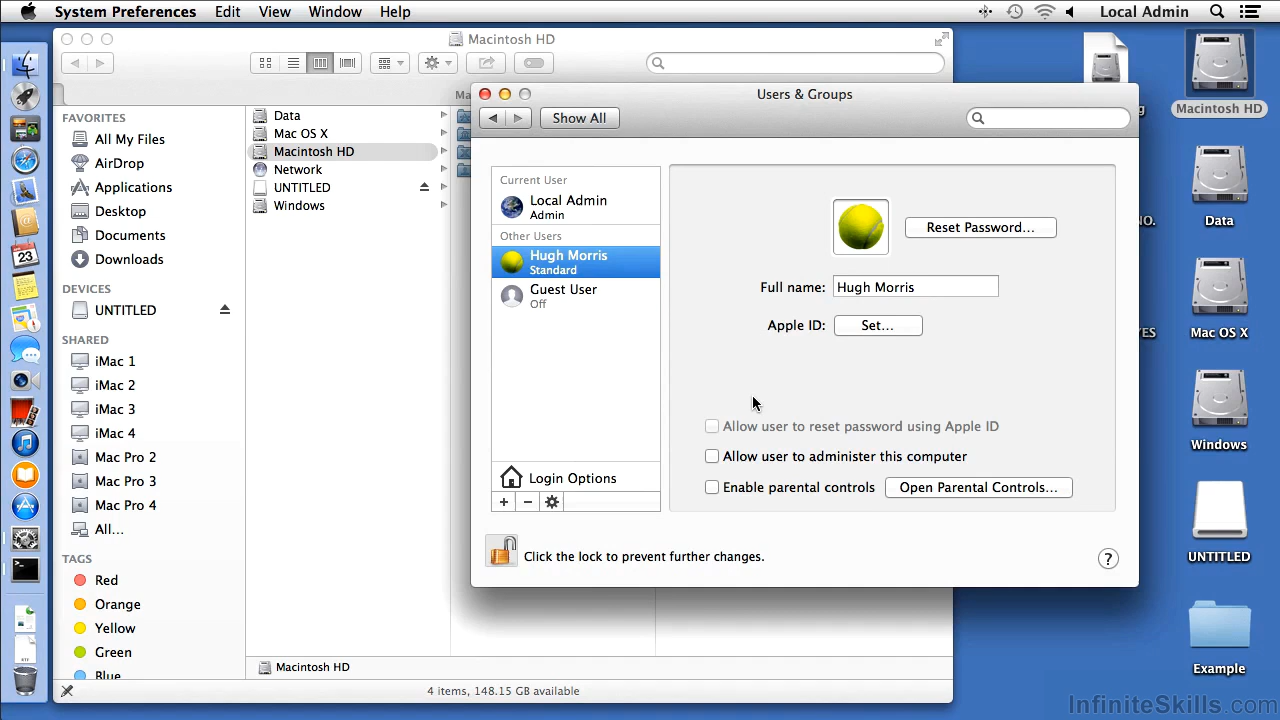 System Preferences Edit View Window Help Local Admin
Macintosh HD
Ma
FAVORITES
All My Files
AirDrop
Applications
Desktop
Documents
Downloads
DEVICES
UNTITLED
SHARED
iMac 1
iMac 2
iMac 3
iMac 4
Mac Pro 2
Mac Pro 3
Mac Pro 4
All...
TAGS
Red
Orange
Yellow
Green
Blue
Data
Mac OS X
Macintosh HD
Network
UNTITLED
Windows
Macintosh HD
4 items, 148.15 GB available
Users & Groups
Show All
Current User
Local Admin
Admin
Other Users
Hugh Morris
Standard
Guest User
Off
Login Options
+ −
Reset Password...
Full name: Hugh Morris
Apple ID: Set...
Allow user to reset password using Apple ID
Allow user to administer this computer
Enable parental controls Open Parental Controls...
Click the lock to prevent further changes.
?
Macintosh HD
g
Data
NO.
Mac OS X
YES
Windows
UNTITLED
Example
23
InfiniteSkills.com